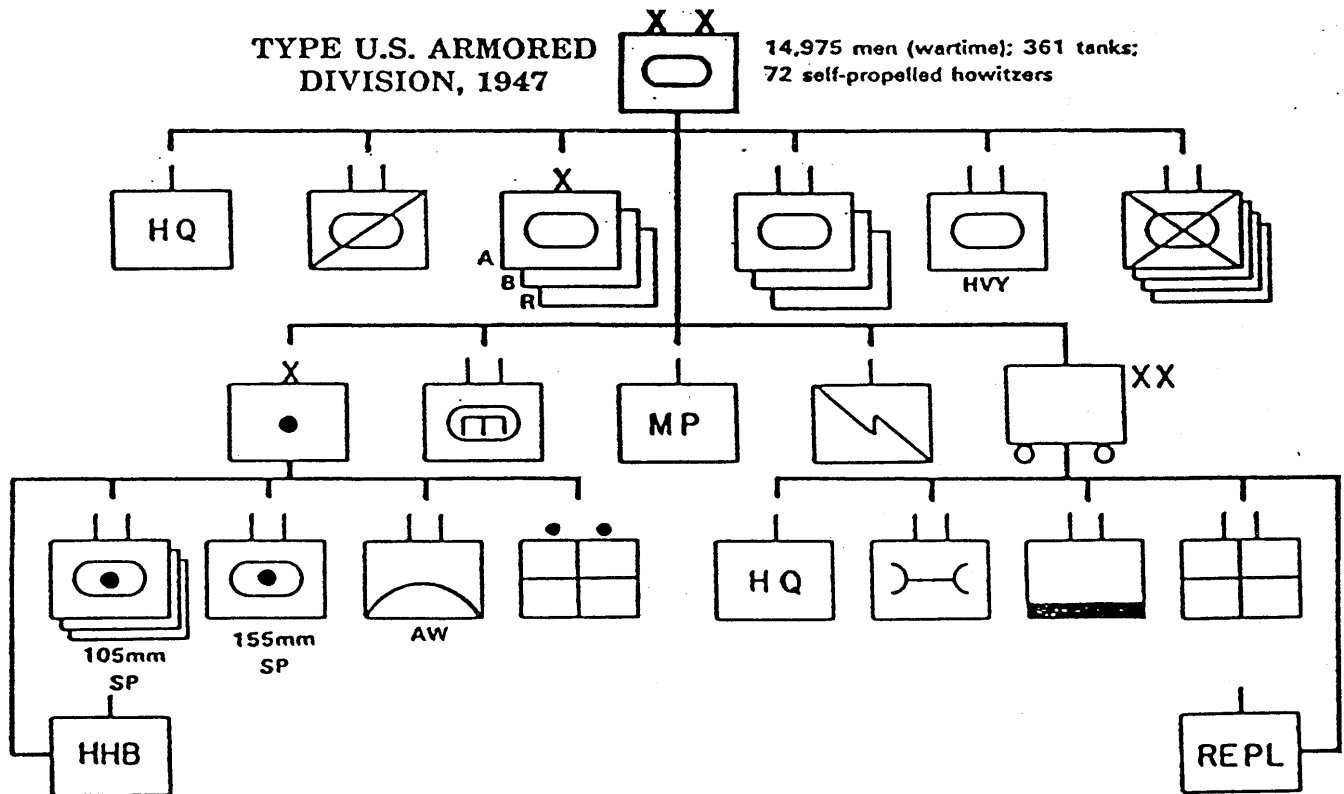 X X
TYPE U.S. ARMORED
DIVISION, 1947
14,975 men (wartime); 361 tanks;
72 self-propelled howitzers
X
HQ
A
B
R
HVY
X
XX
MP
HQ
105mm
SP
155mm
SP
AW
HHB
REPL